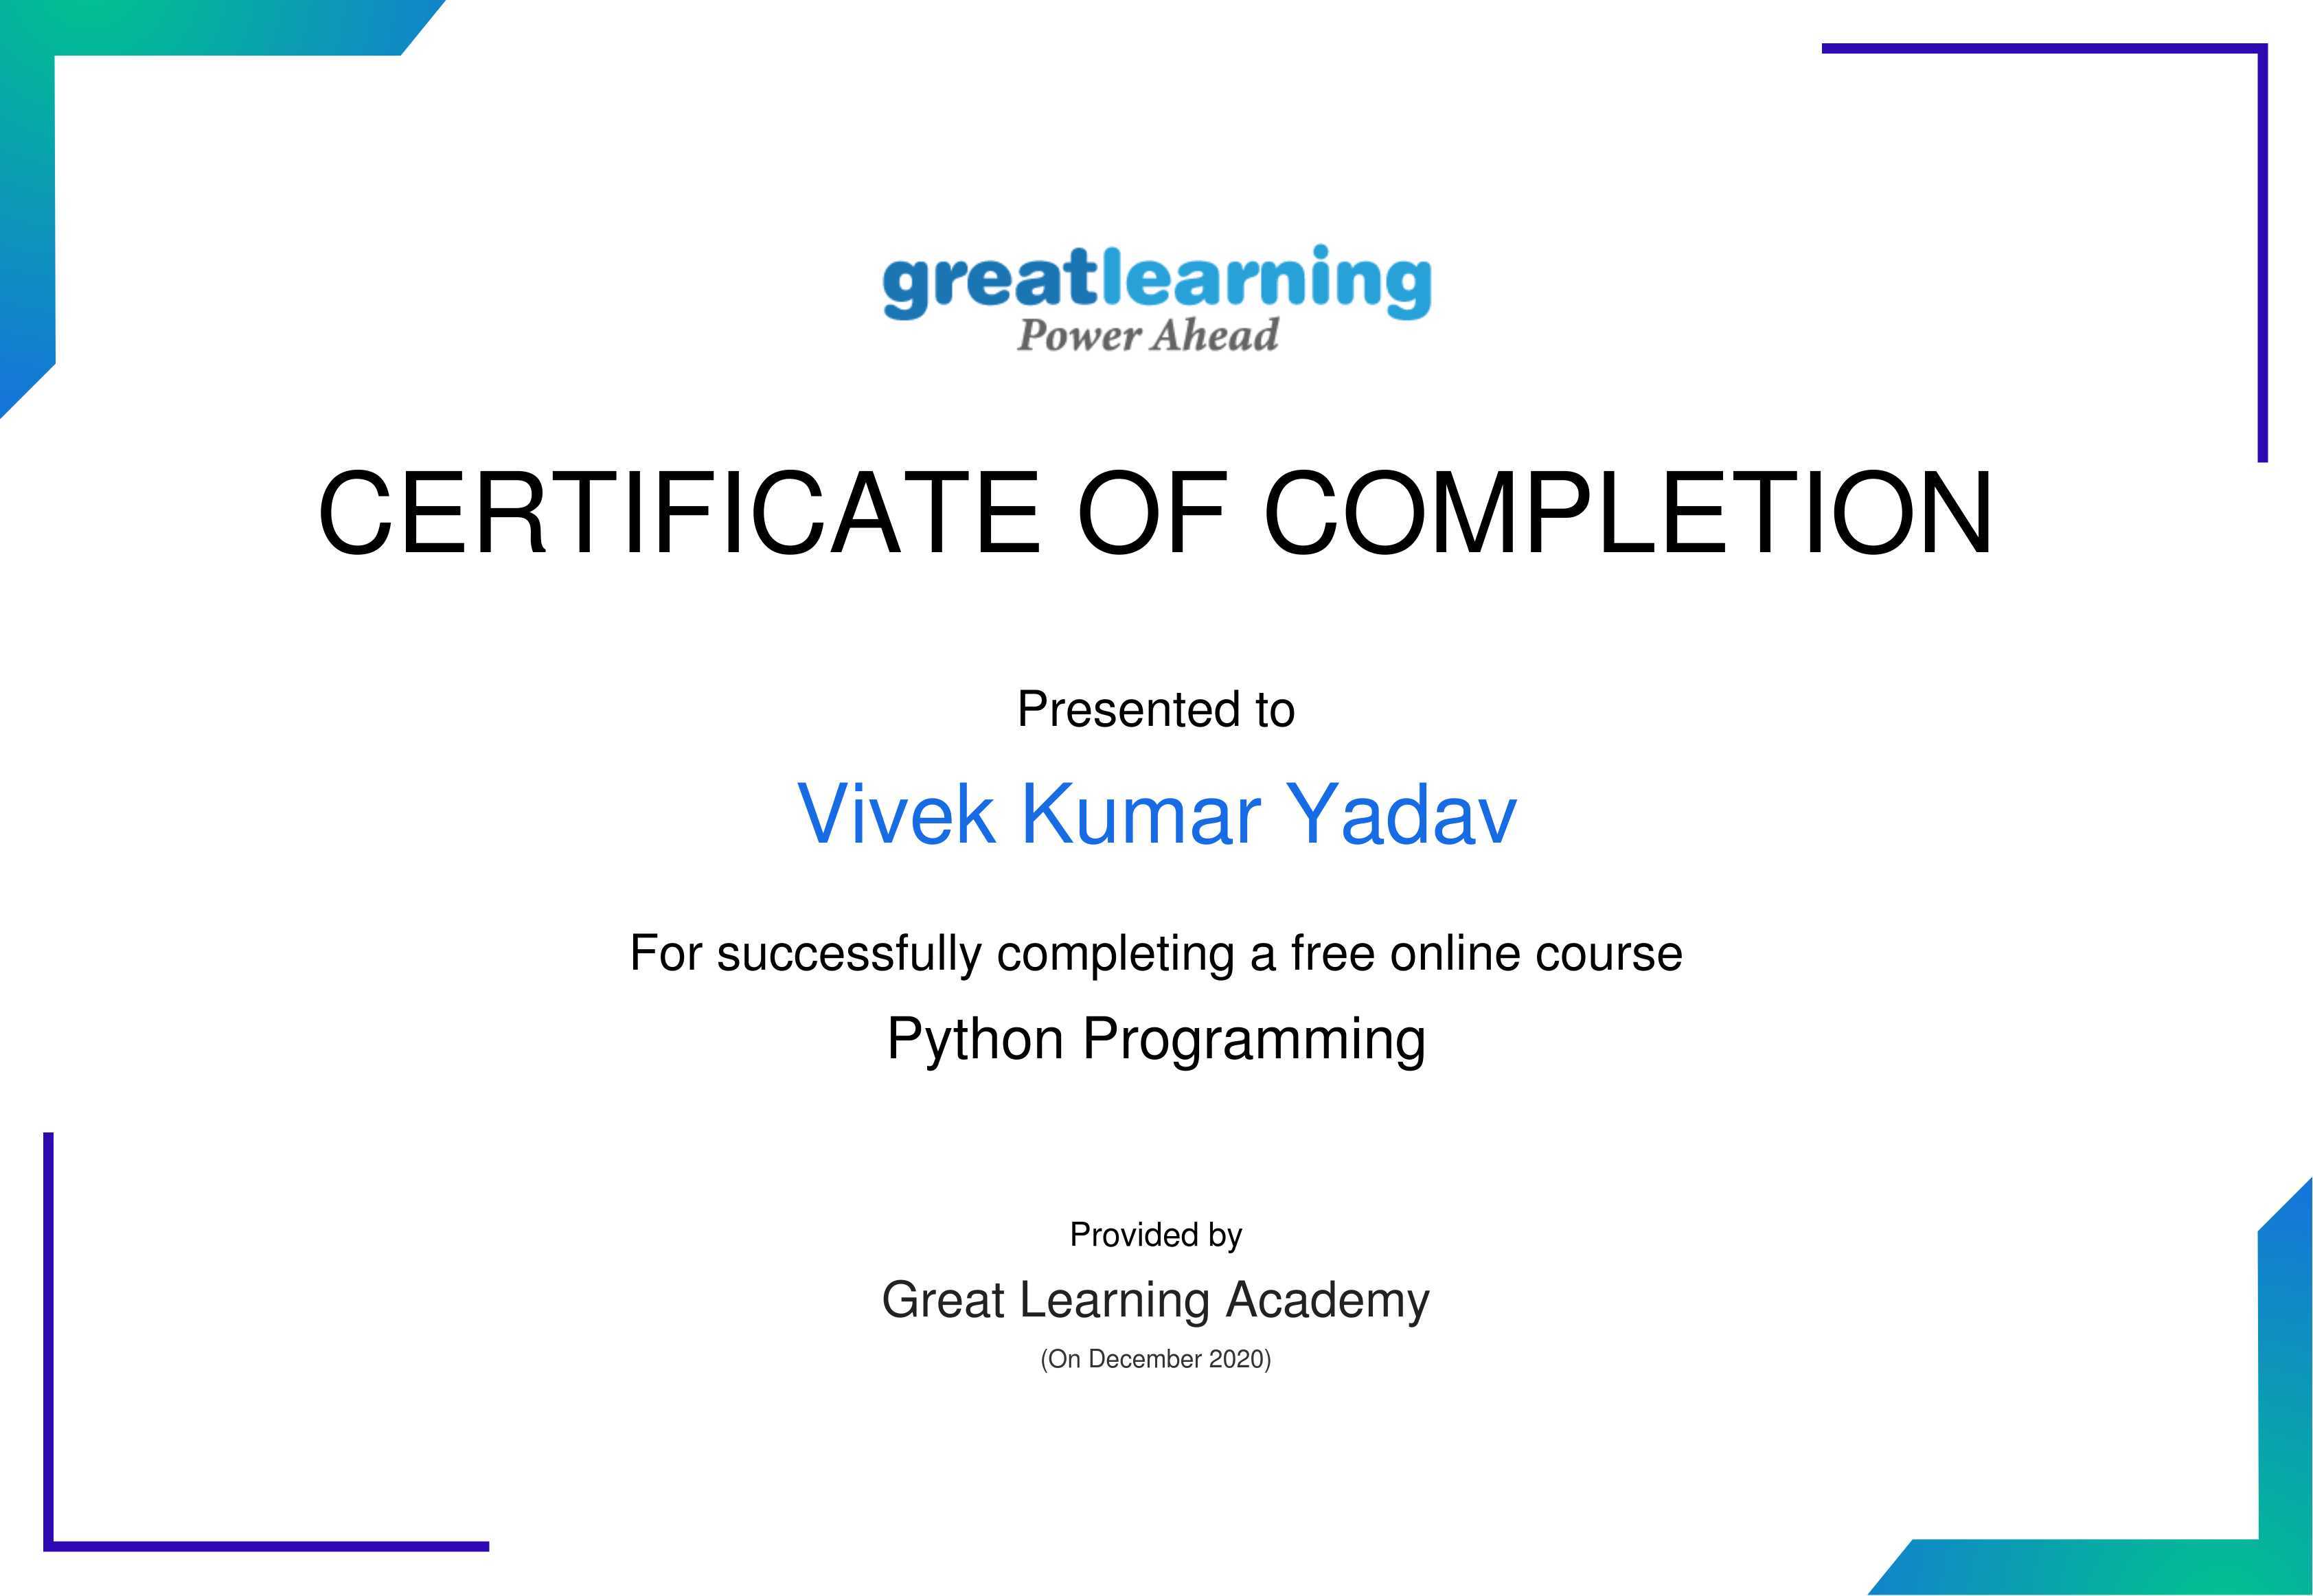 greatlearning
Power Ahead
CERTIFICATE OF COMPLETION
Presented to
Vivek Kumar Yadav
For successfully completing a free online course
Python Programming
Provided by
Great Learning Academy
(On December 2020)